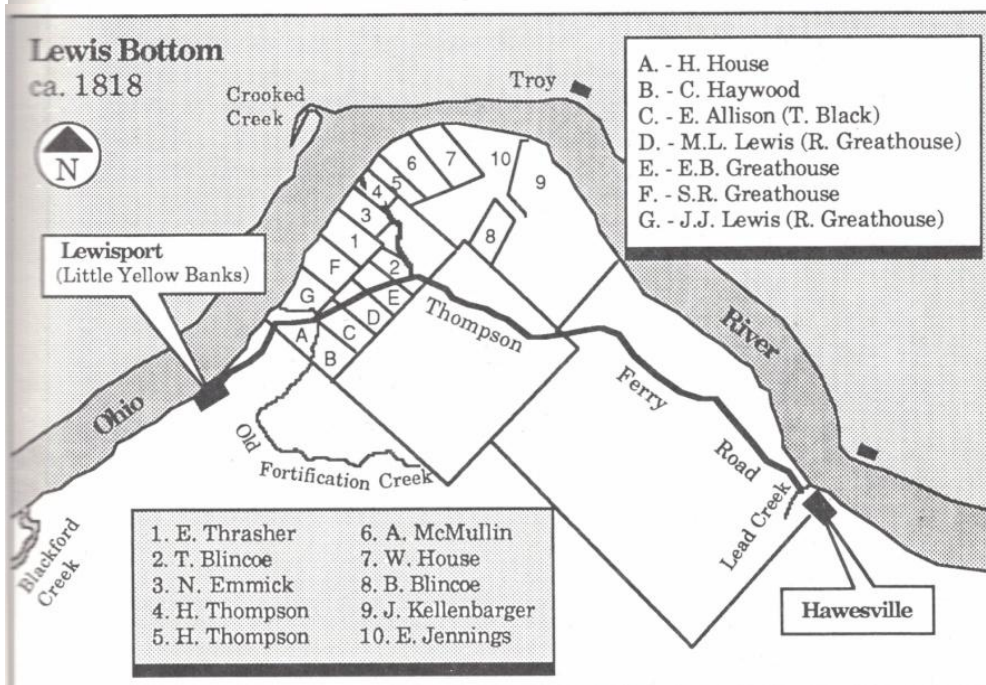 Lewis Bottom
ca. 1818
N
Crooked
Creek
Troy
A. - H. House
B. - C. Haywood
C. - E. Allison (T. Black)
D. - M.L. Lewis (R. Greathouse)
E. - E.B. Greathouse
F. - S.R. Greathouse
G. - J.J. Lewis (R. Greathouse)
Lewisport
(Little Yellow Banks)
6
7
10
9
5
4
3
8
1
2
F
E
G
D
A
C
B
Thompson
Ferry
Road
River
Ohio
Old
Fortification Creek
Blackford
Creek
Lead Creek
Hawesville
1. E. Thrasher
2. T. Blincoe
3. N. Emmick
4. H. Thompson
5. H. Thompson
6. A. McMullin
7. W. House
8. B. Blincoe
9. J. Kellenbarger
10. E. Jennings